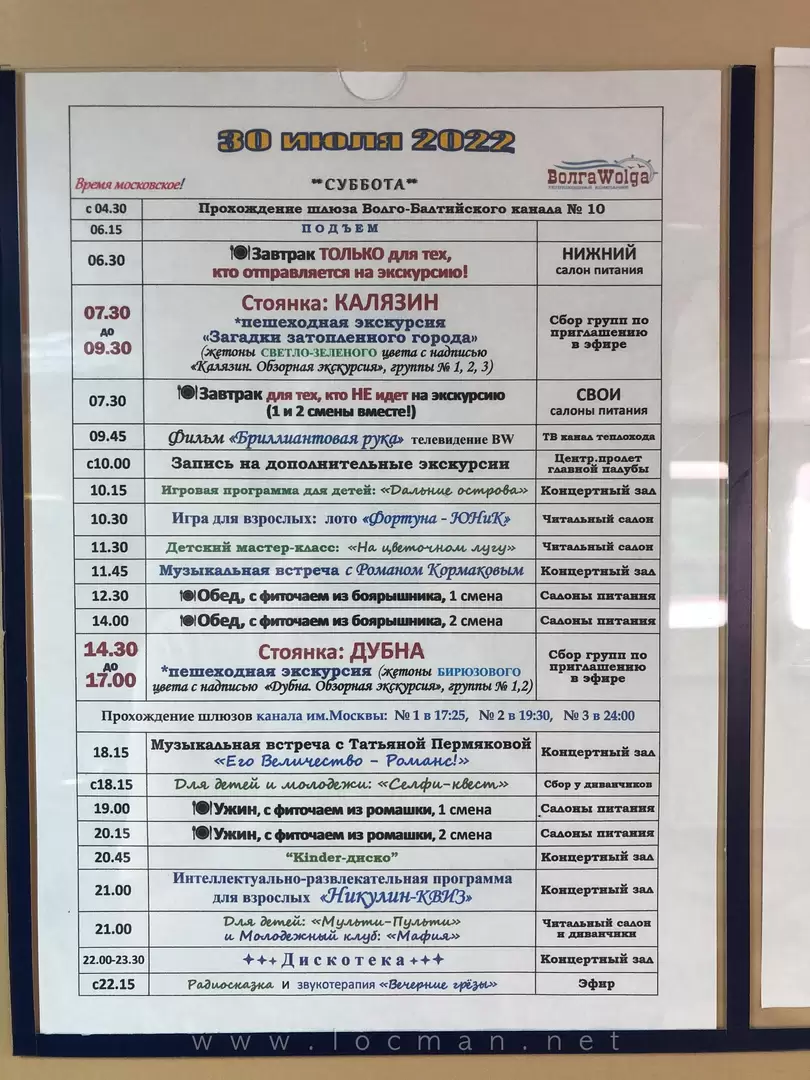 30 июля 2022
Время московское!
**СУББОТА**
ВолгаWolga
с 04.30 Прохождение шлюза Волго-Балтийского канала № 10
06.15 ПОДЪЕМ
06.30 Завтрак ТОЛЬКО для тех, НИЖНИЙ
кто отправляется на экскурсию! салон питания
07.30 Стоянка: КАЛЯЗИН
до *пешеходная экскурсия Сбор групп по
09.30 «Загадки затопленного города» приглашению
(жетоны СВЕТЛО-ЗЕЛЕНОГО цвета с надписью в эфире
«Калязин. Обзорная экскурсия», группы № 1, 2, 3)
07.30 Завтрак для тех, кто НЕ идет на экскурсию СВОИ
(1 и 2 смены вместе!) салоны питания
09.45 Фильм «Бриллиантовая рука» телевидение BW ТВ канал теплохода
с10.00 Запись на дополнительные экскурсии Центр.пролет
главной палубы
10.15 Игровая программа для детей: «Дальние острова» Концертный зал
10.30 Игра для взрослых: лото «Фортуна - ЮНиК» Читальный салон
11.30 Детский мастер-класс: «На цветочном лугу» Читальный салон
11.45 Музыкальная встреча с Романом Кормаковым Концертный зал
12.30 Обед, с фиточаем из боярышника, 1 смена Салоны питания
14.00 Обед, с фиточаем из боярышника, 2 смена Салоны питания
14.30 Стоянка: ДУБНА Сбор групп по
до *пешеходная экскурсия (жетоны БИРЮЗОВОГО приглашению
17.00 цвета с надписью «Дубна. Обзорная экскурсия», группы № 1,2) в эфире
Прохождение шлюзов канала им.Москвы: № 1 в 17:25, № 2 в 19:30, № 3 в 24:00
18.15 Музыкальная встреча с Татьяной Пермяковой Концертный зал
«Его Величество – Романс!»
с18.15 Для детей и молодежи: «Селфи-квест» Сбор у диванчиков
19.00 Ужин, с фиточаем из ромашки, 1 смена Салоны питания
20.15 Ужин, с фиточаем из ромашки, 2 смена Салоны питания
20.45 “Kinder-диско” Концертный зал
21.00 Интеллектуально-развлекательная программа Концертный зал
для взрослых «Никулин-КВИЗ»
21.00 Для детей: «Мульти-Пульти» Читальный салон
и Молодежный клуб: «Мафия» и диванчики
22.00-23.30 Дискотека Концертный зал
с22.15 Радиосказка и звукотерапия «Вечерние грёзы» Эфир
www.locman.net